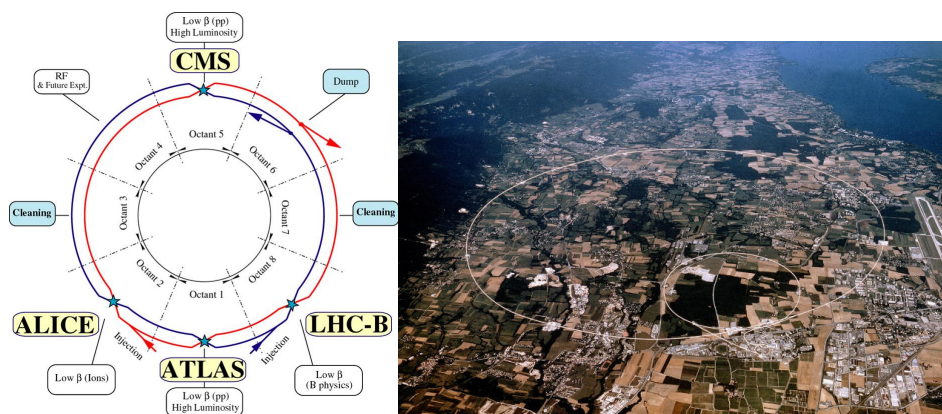 Low β (pp)
High Luminosity
CMS
RF
& Future Expt.
Dump
Octant 5
Octant 4
Octant 6
Cleaning
Octant 3
Octant 7
Cleaning
Octant 2
Octant 8
Octant 1
ALICE
LHC-B
Injection
Injection
ATLAS
Low β (Ions)
Low β
(B physics)
Low β (pp)
High Luminosity